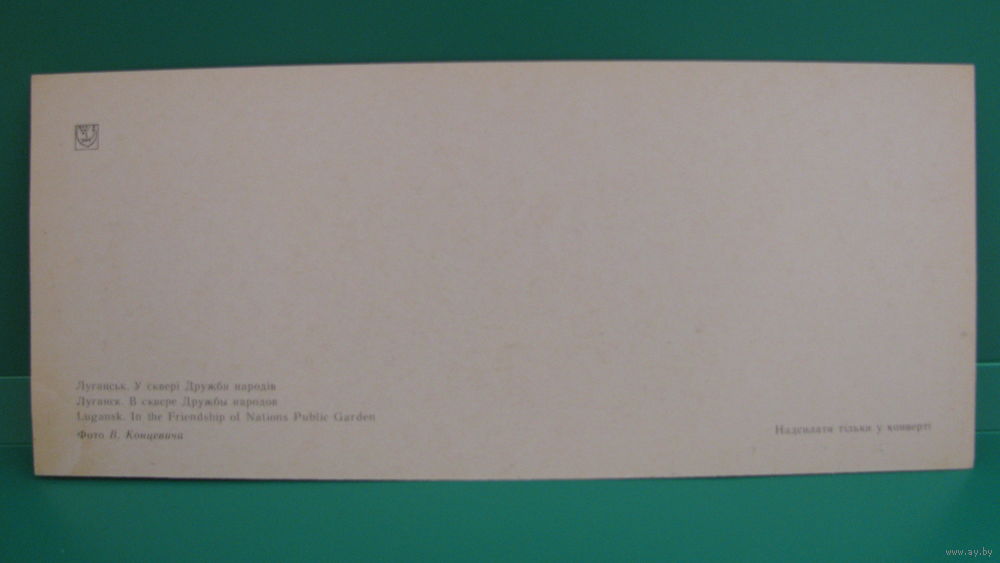 Луганськ. У сквері Дружби народів
Луганск. В сквере Дружбы народов
Lugansk. In the Friendship of Nations Public Garden
Фото В. Концевича
Надсилати тільки у конверті
www.ay.by